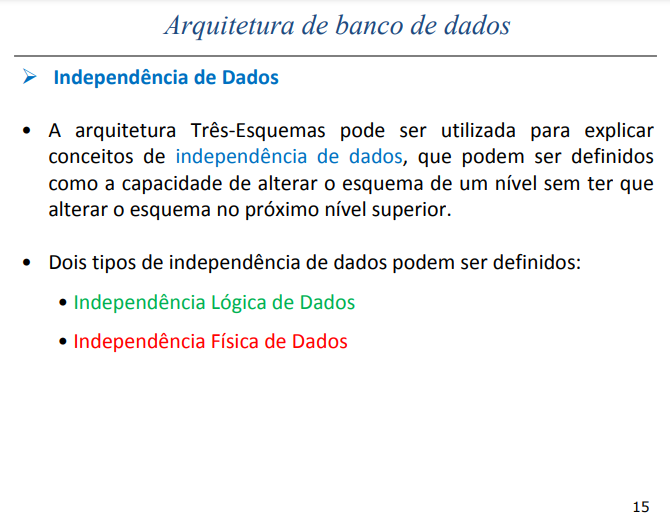 Arquitetura de banco de dados
➢ Independência de Dados
• A arquitetura Três-Esquemas pode ser utilizada para explicar
conceitos de independência de dados, que podem ser definidos
como a capacidade de alterar o esquema de um nível sem ter que
alterar o esquema no próximo nível superior.
• Dois tipos de independência de dados podem ser definidos:
• Independência Lógica de Dados
• Independência Física de Dados
15